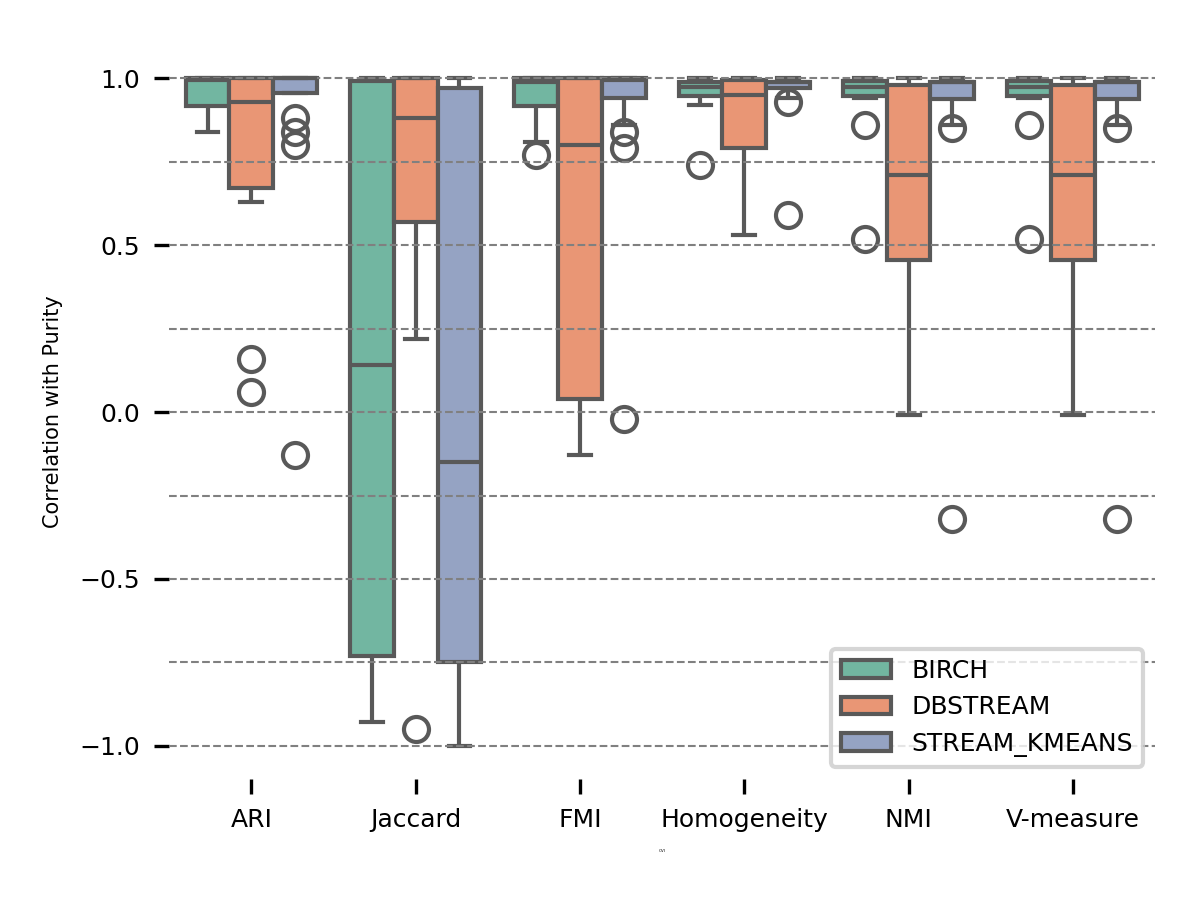 Correlation with Purity
1.0
0.5
0.0
−0.5
−1.0
BIRCH
DBSTREAM
STREAM_KMEANS
ARI Jaccard FMI Homogeneity NMI V-measure